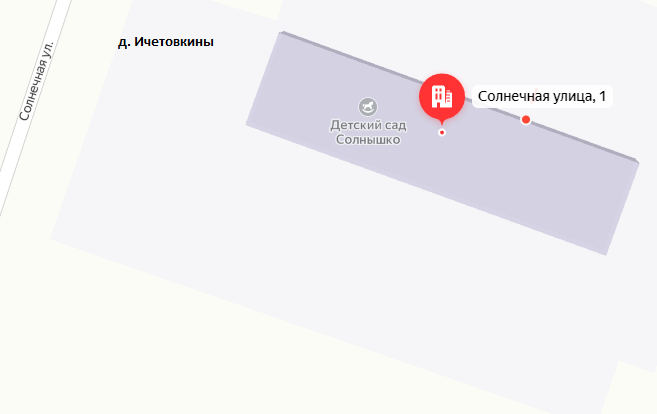 д. Ичетовкины
Солнечная ул.
Солнечная улица, 1
Детский сад
Солнышко